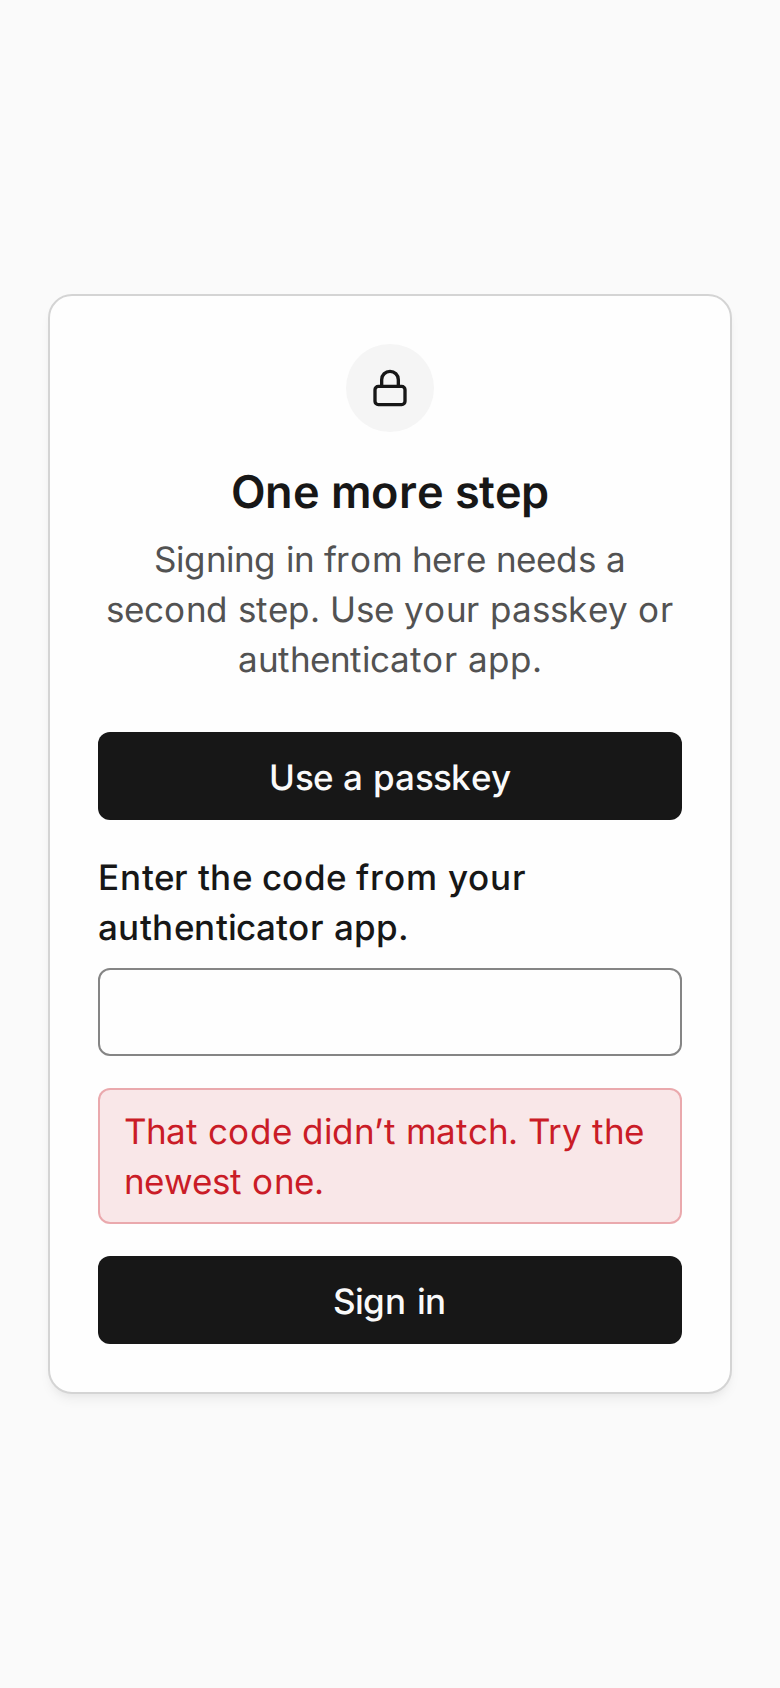 One more step
Signing in from here needs a
second step. Use your passkey or
authenticator app.
Use a passkey
Enter the code from your
authenticator app.
That code didn’t match. Try the
newest one.
Sign in